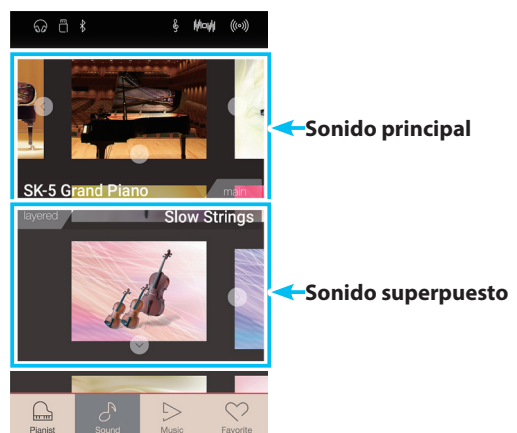 Sonido principal
SK-5 Grand Piano
main
layered
Slow Strings
Sonido superpuesto
Pianist
Sound
Music
Favorite